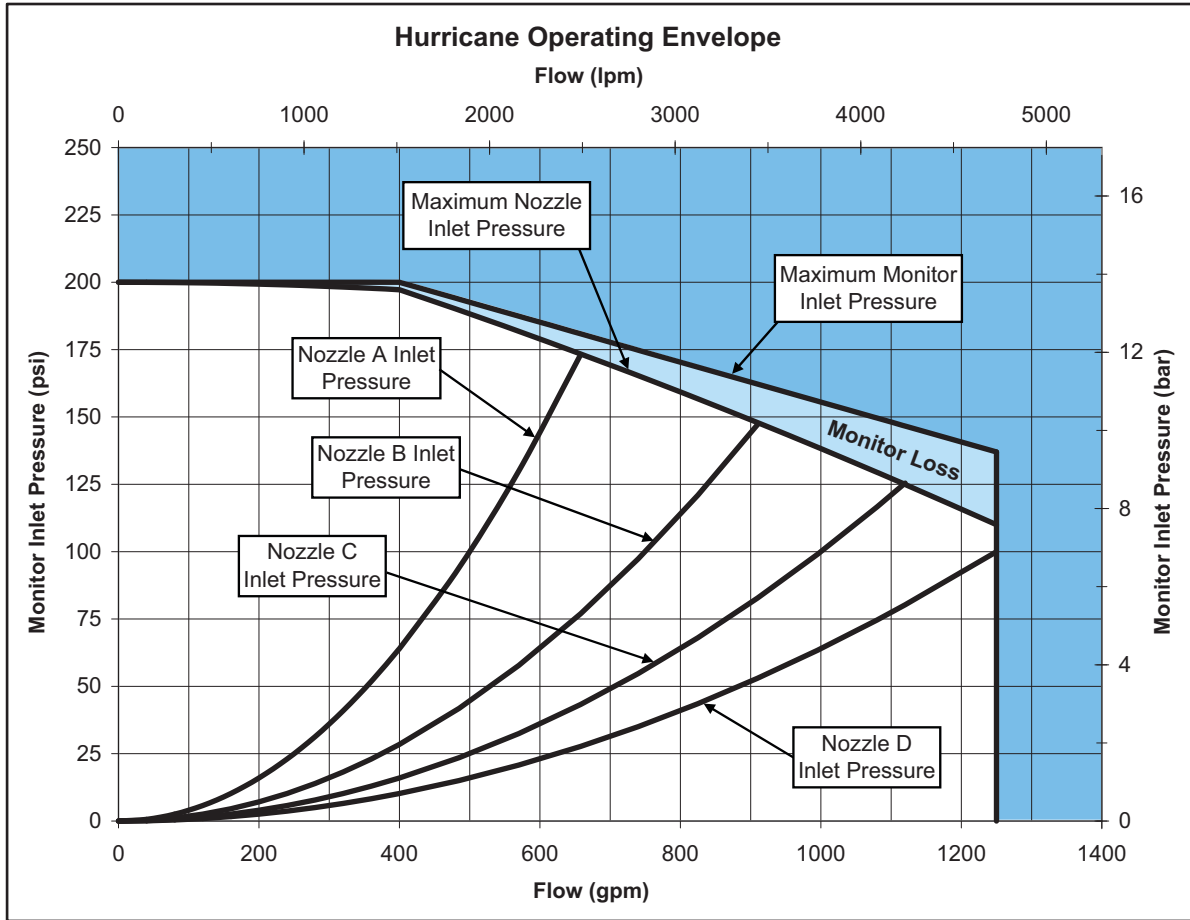 Hurricane Operating Envelope
Flow (lpm)
0 1000 2000 3000 4000 5000
250
225
200
175
150
125
100
75
50
25
0
Monitor Inlet Pressure (psi)
16
12
8
4
0
Monitor Inlet Pressure (bar)
Maximum Nozzle
Inlet Pressure
Maximum Monitor
Inlet Pressure
Nozzle A Inlet
Pressure
Nozzle B Inlet
Pressure
Monitor Loss
Nozzle C
Inlet Pressure
Nozzle D
Inlet Pressure
0 200 400 600 800 1000 1200 1400
Flow (gpm)